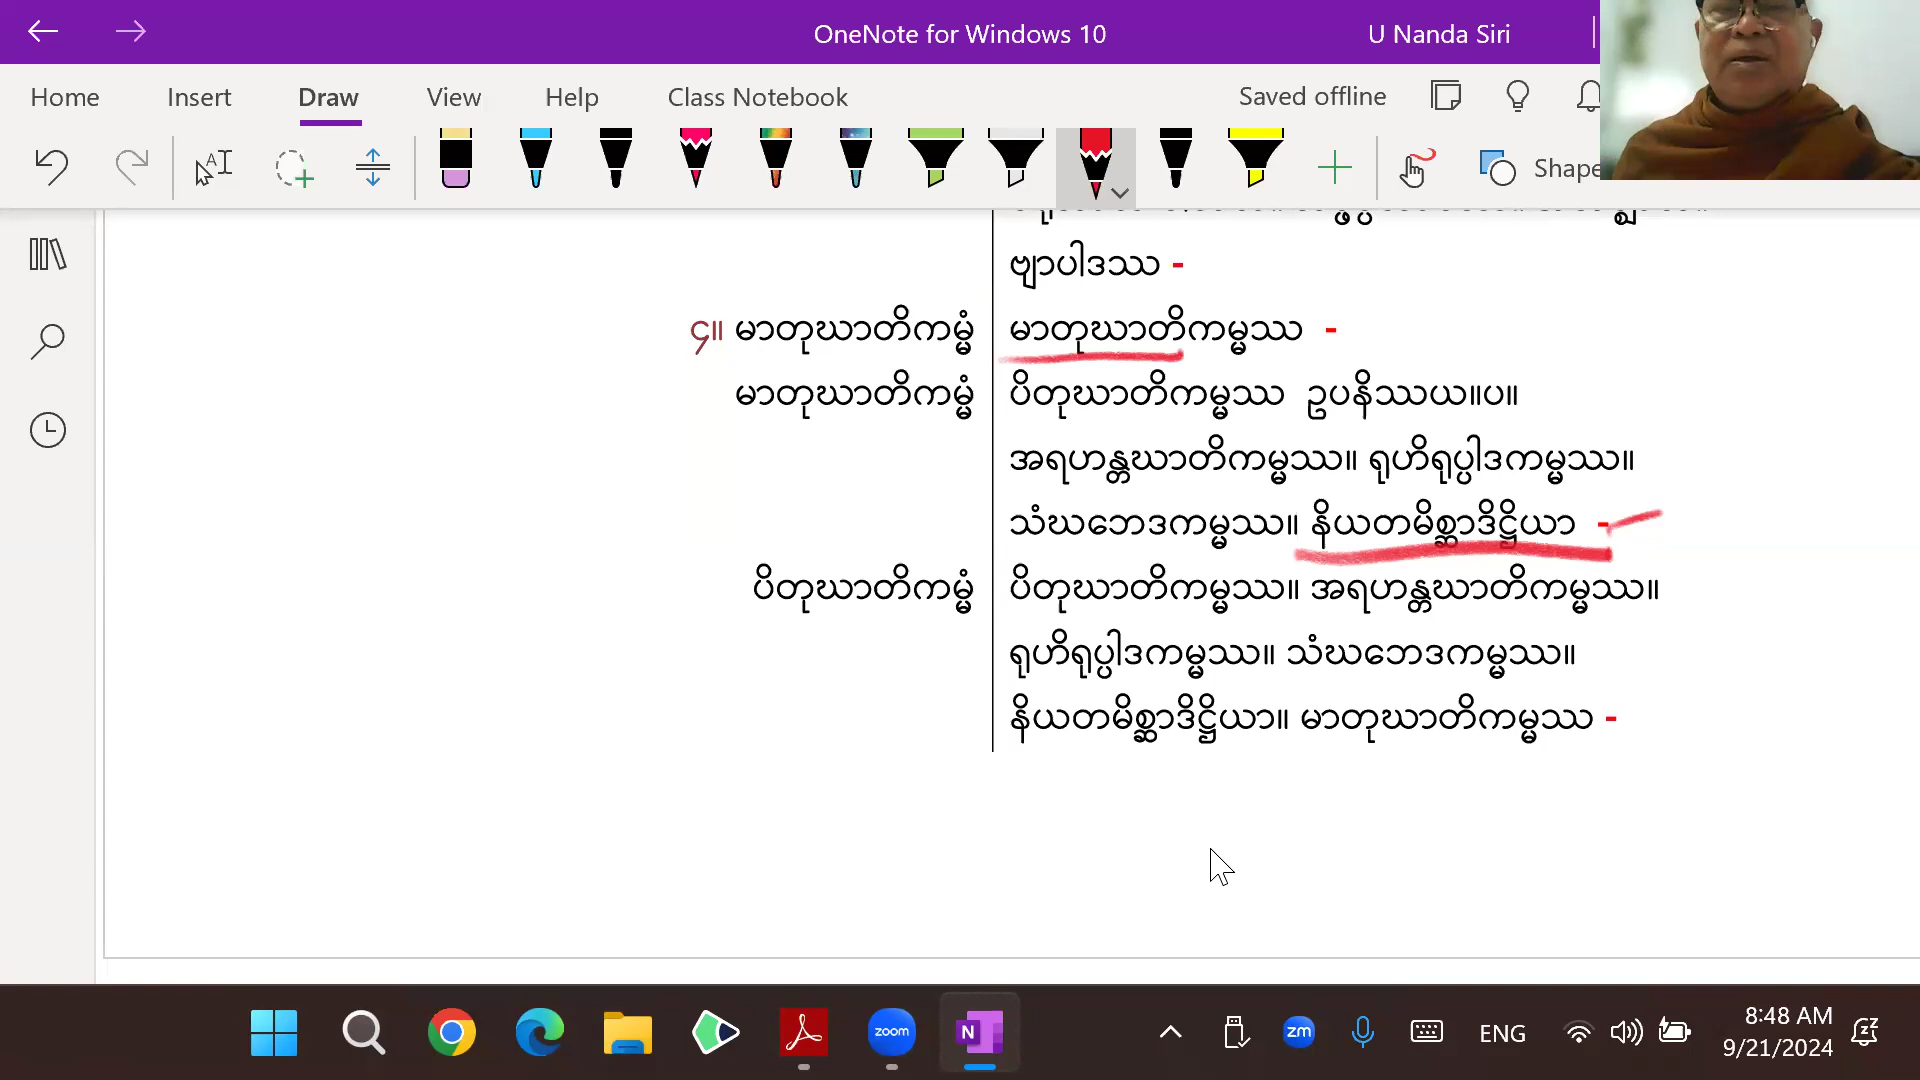 OneNote for Windows 10
U Nanda Siri
Home Insert Draw View Help Class Notebook Saved offline
Shape
ဗျာပါဒဿ -
၄။ မာတုဃာတိကမ္မံ မာတုဃာတိကမ္မဿ -
မာတုဃာတိကမ္မံ ပိတုဃာတိကမ္မဿ ဥပနိဿယ။ပ။
အရဟန္တဃာတိကမ္မဿ။ ရုဟိရုပ္ပါဒကမ္မဿ။
သံဃဘေဒကမ္မဿ။ နိယတမိစ္ဆာဒိဋ္ဌိယာ -
ပိတုဃာတိကမ္မံ ပိတုဃာတိကမ္မဿ။ အရဟန္တဃာတိကမ္မဿ။
ရုဟိရုပ္ပါဒကမ္မဿ။ သံဃဘေဒကမ္မဿ။
နိယတမိစ္ဆာဒိဋ္ဌိယာ။ မာတုဃာတိကမ္မဿ -
zoom
N
zm
ENG
8:48 AM
9/21/2024